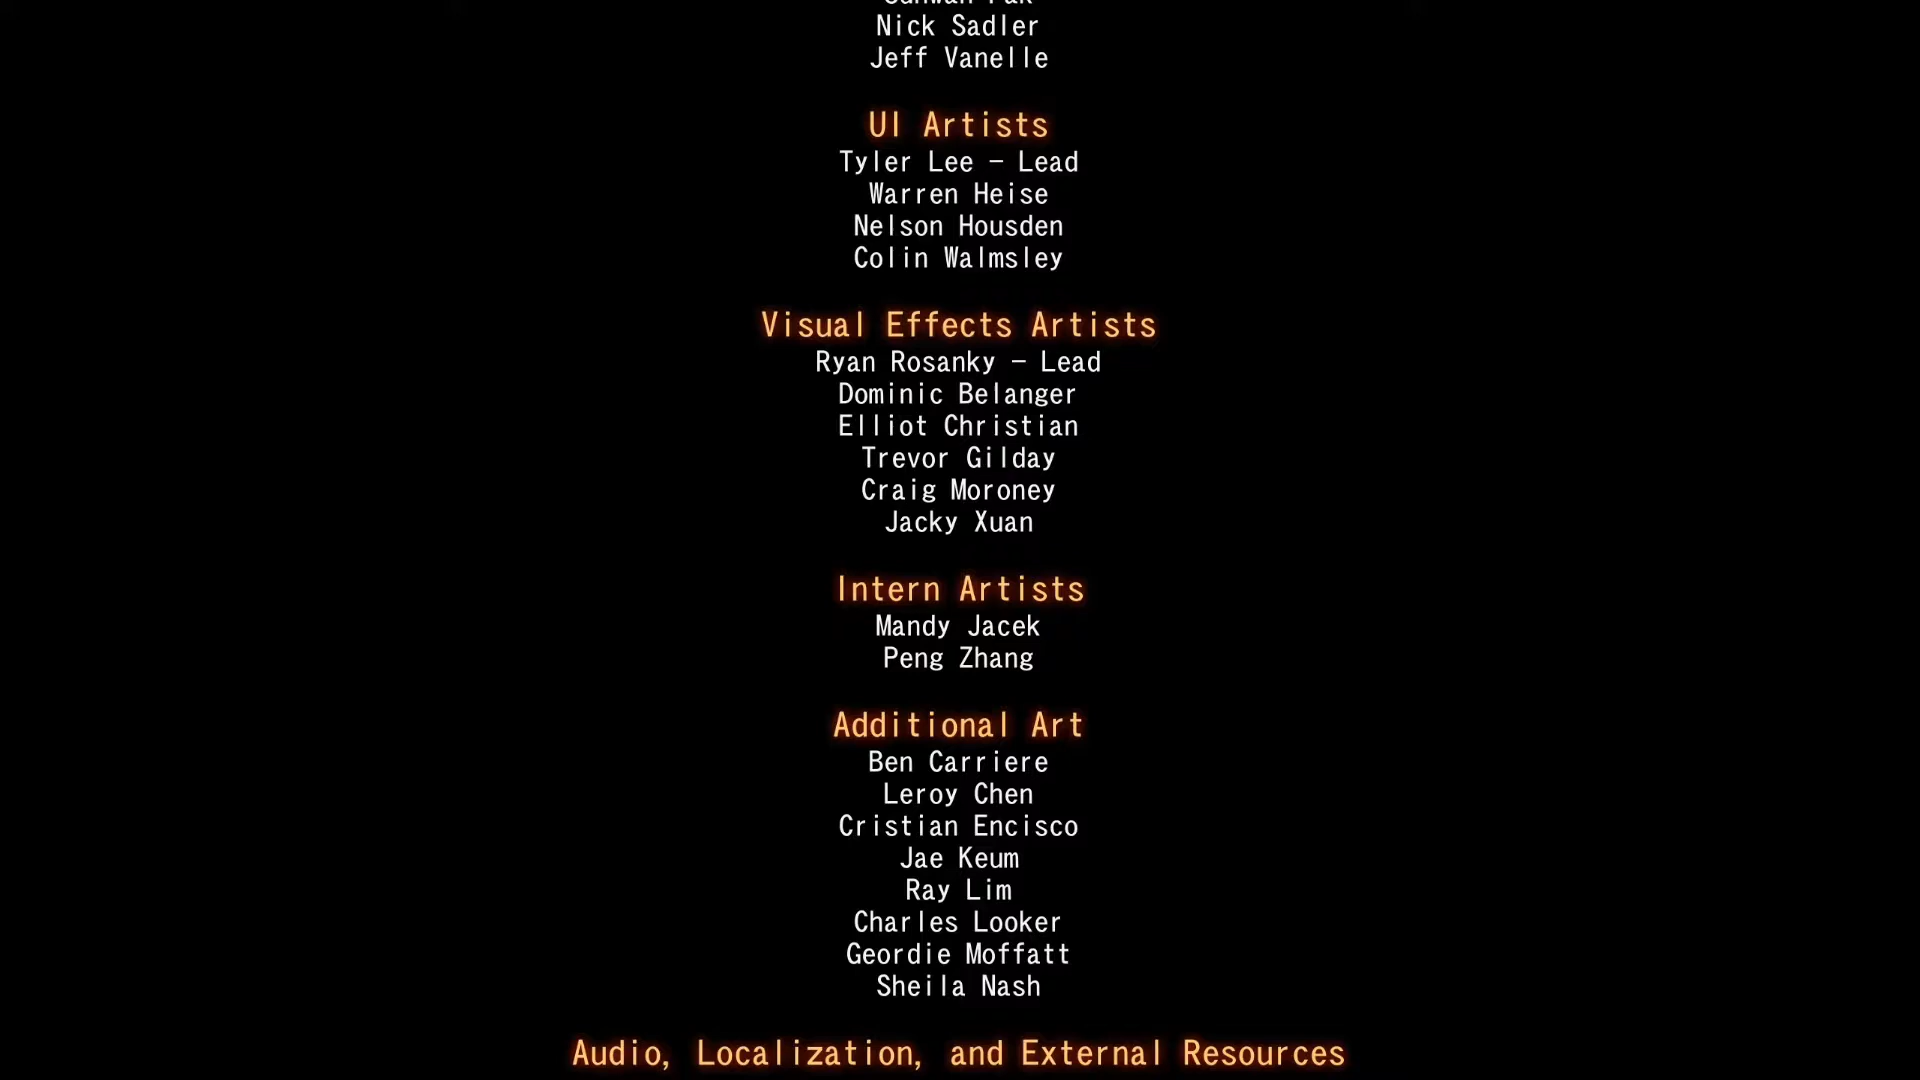 Nick Sadler
Jeff Vanelle
UI Artists
Tyler Lee – Lead
Warren Heise
Nelson Housden
Colin Walmsley
Visual Effects Artists
Ryan Rosanky – Lead
Dominic Belanger
Elliot Christian
Trevor Gilday
Craig Moroney
Jacky Xuan
Intern Artists
Mandy Jacek
Peng Zhang
Additional Art
Ben Carriere
Leroy Chen
Cristian Encisco
Jae Keum
Ray Lim
Charles Looker
Geordie Moffatt
Sheila Nash
Audio, Localization, and External Resources